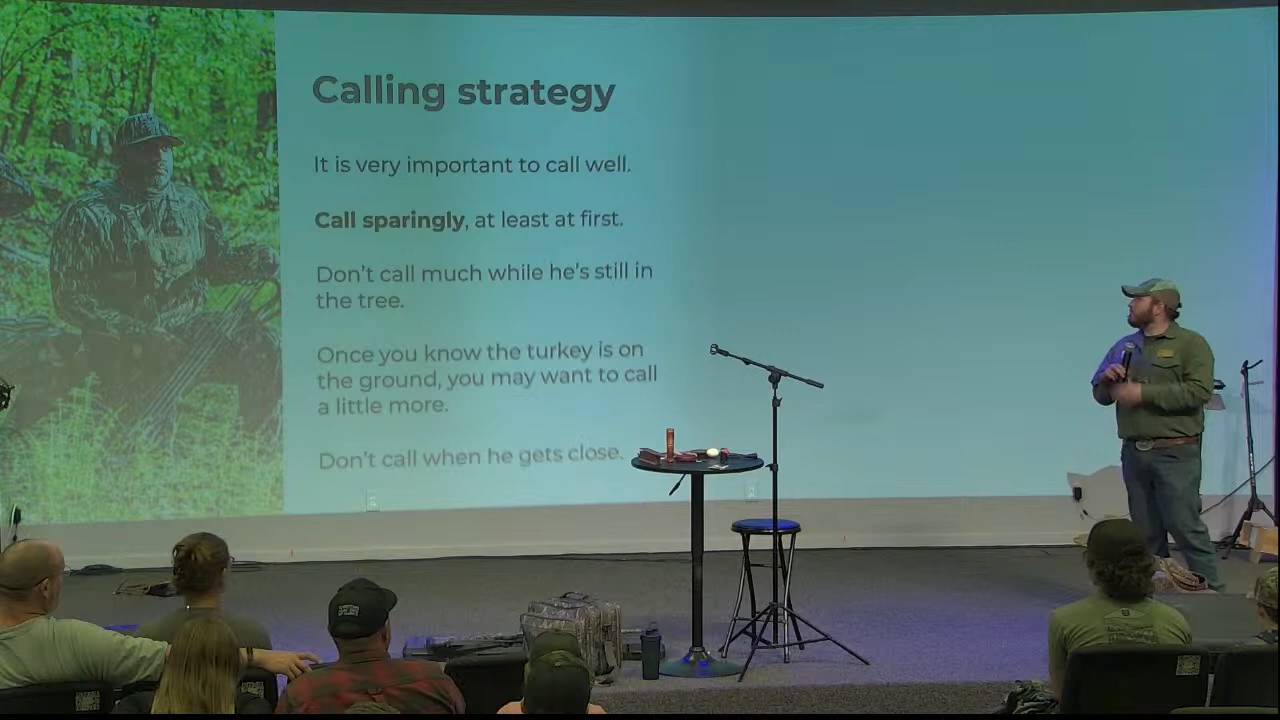 Calling strategy
It is very important to call well.
Call sparingly, at least at first.
Don't call much while he's still in
the tree.
Once you know the turkey is on
the ground, you may want to call
a little more.
Don't call when he gets close.